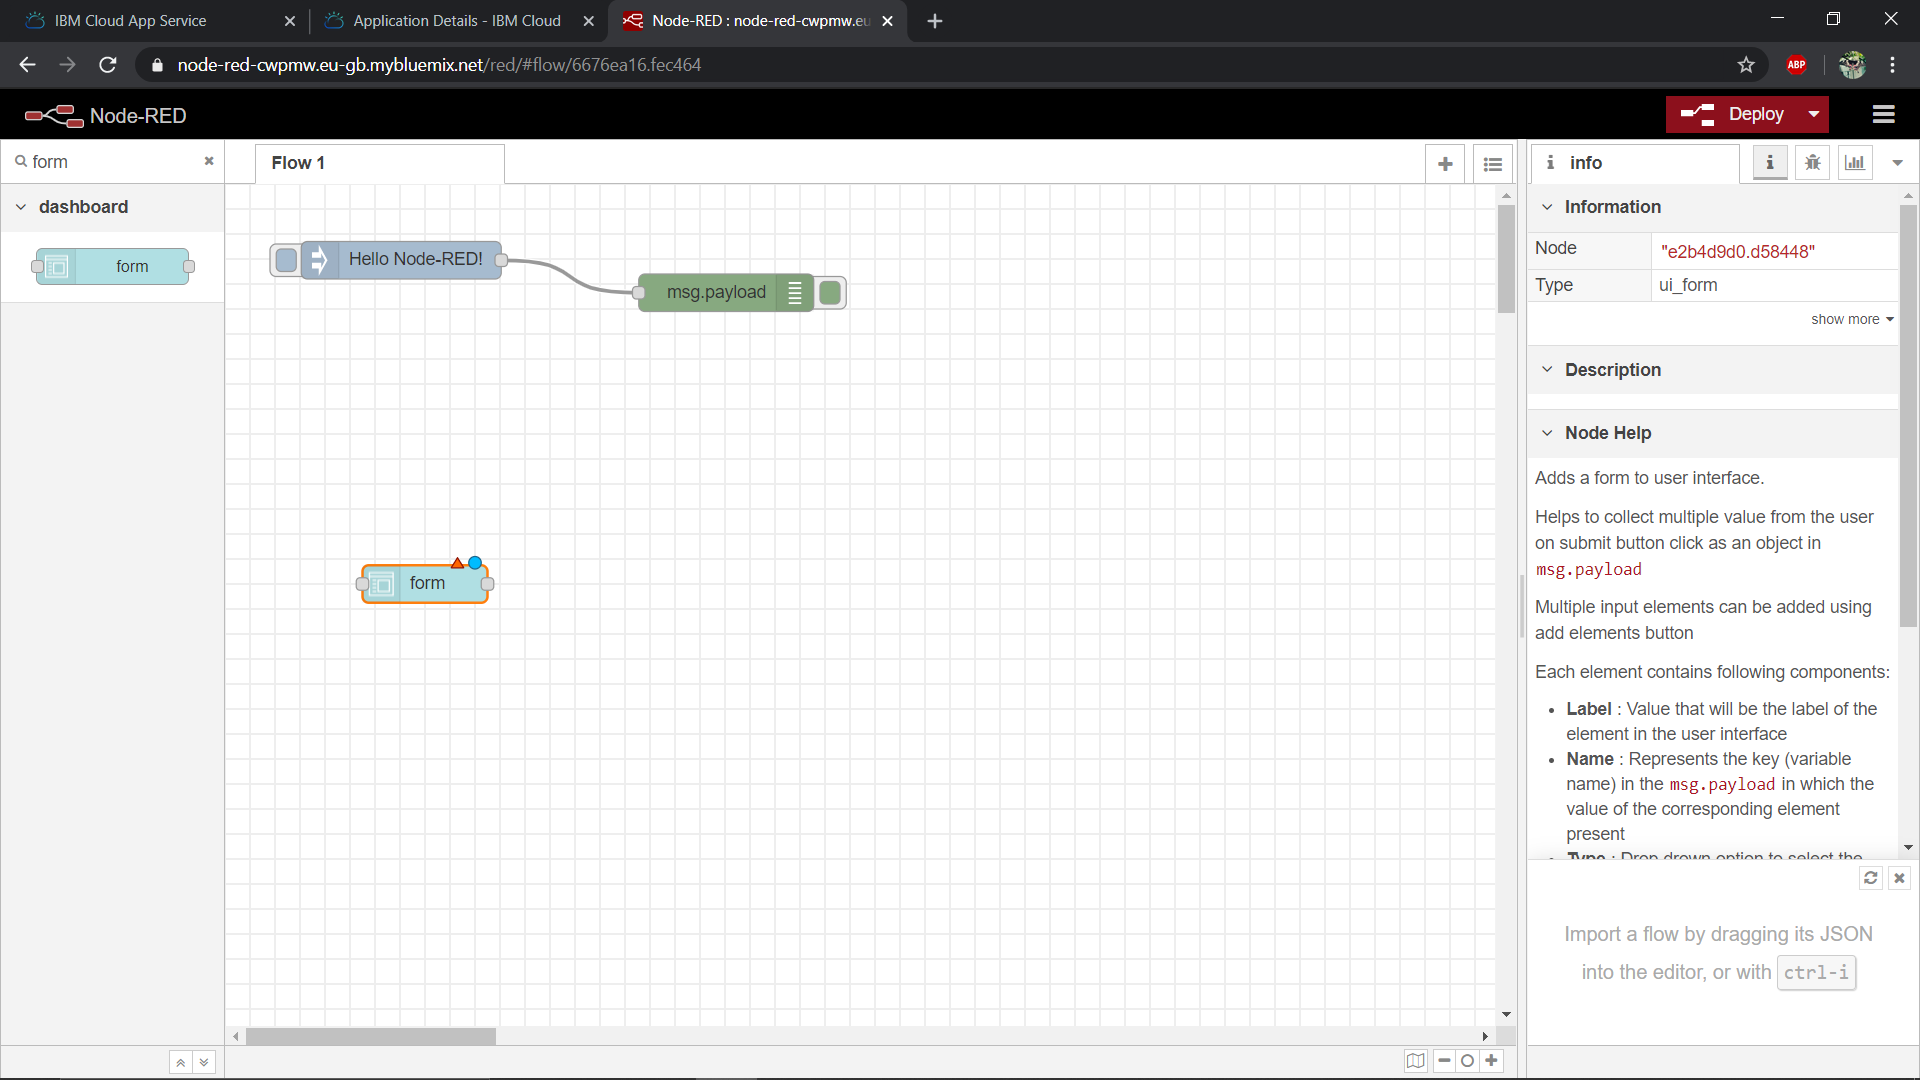 IBM Cloud App Service
Application Details - IBM Cloud
Node-RED : node-red-cwpmw.eu
node-red-cwpmw.eu-gb.mybluemix.net/red/#flow/6676ea16.fec464
ABP
Node-RED
Deploy
form
Flow 1
i info
i
dashboard
form
Hello Node-RED!
msg.payload
form
Information
Node "e2b4d9d0.d58448"
Type ui_form
show more
Description
Node Help
Adds a form to user interface.
Helps to collect multiple value from the user
on submit button click as an object in
msg.payload
Multiple input elements can be added using
add elements button
Each element contains following components:
• Label : Value that will be the label of the
element in the user interface
• Name : Represents the key (variable
name) in the msg.payload in which the
value of the corresponding element
present
• Type : Drop drown option to select the
Import a flow by dragging its JSON
into the editor, or with ctrl-i